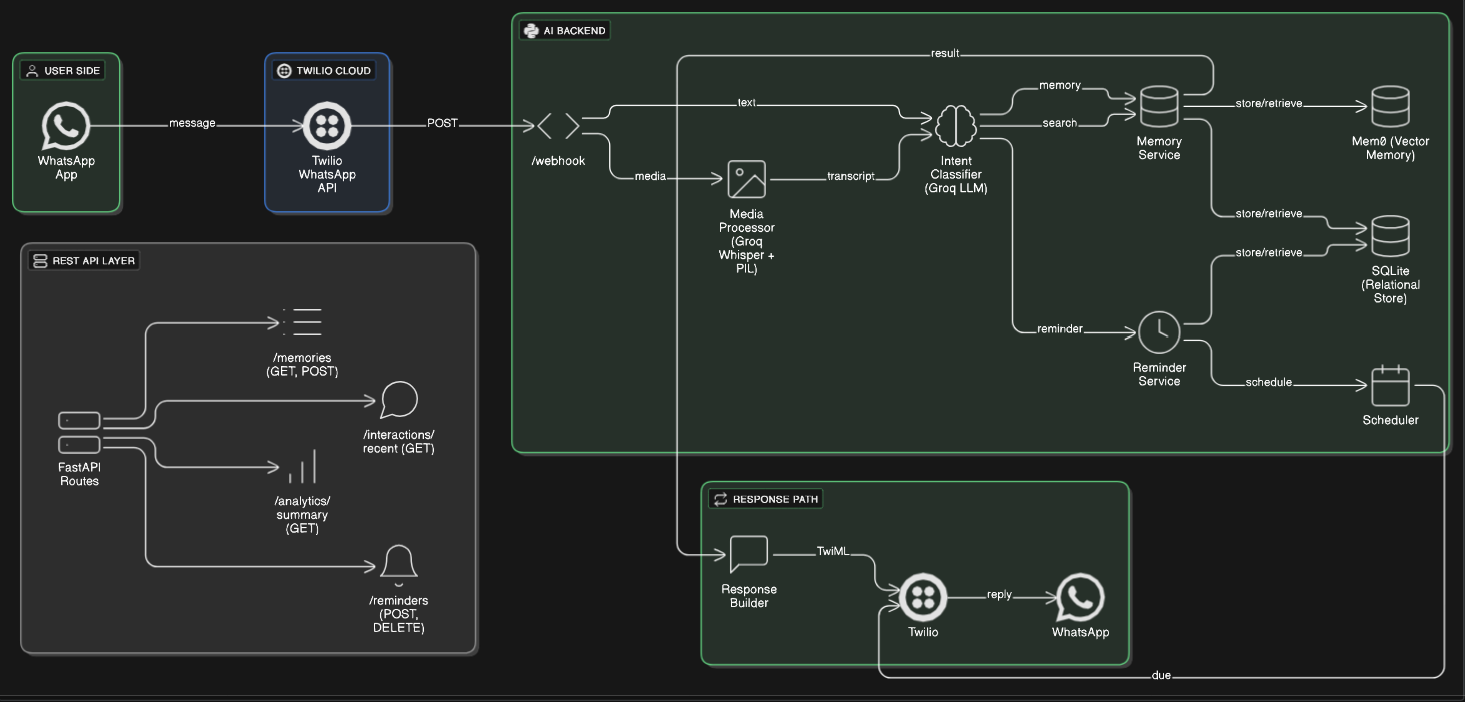 USER SIDE
WhatsApp
App
message
TWILIO CLOUD
Twilio
WhatsApp
API
POST
AI BACKEND
result
/webhook
text
media
Media
Processor
(Groq
Whisper +
PIL)
transcript
Intent
Classifier
(Groq LLM)
memory
search
reminder
Memory
Service
store/retrieve
Mem0 (Vector
Memory)
store/retrieve
store/retrieve
SQLite
(Relational
Store)
Reminder
Service
schedule
Scheduler
REST API LAYER
FastAPI
Routes
/memories
(GET, POST)
/interactions/
recent (GET)
/analytics/
summary
(GET)
/reminders
(POST,
DELETE)
RESPONSE PATH
Response
Builder
TwiML
Twilio
reply
WhatsApp
due